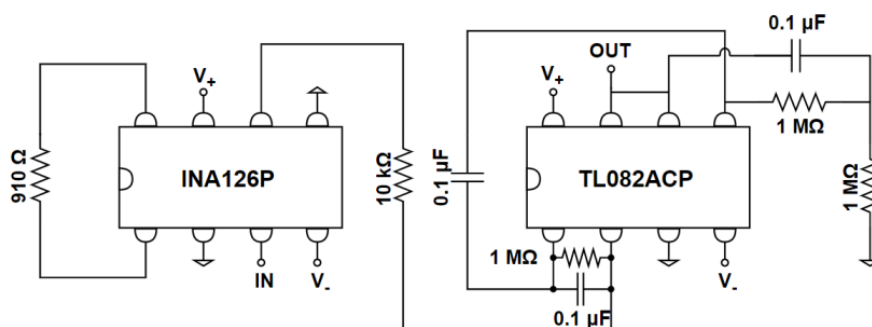 0.1 µF
OUT
V+
V+
1 MΩ
910 Ω
INA126P
10 kΩ
0.1 µF
TL082ACP
1 MΩ
1 MΩ
IN
V-
V-
0.1 µF